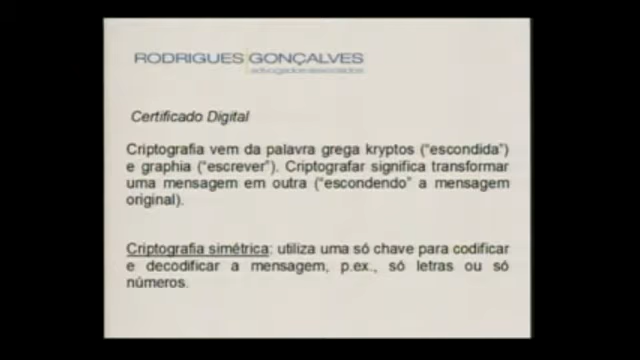 RODRIGUES GONÇALVES
advogados associados
Certificado Digital
Criptografia vem da palavra grega kryptos (“escondida”)
e graphia (“escrever”). Criptografar significa transformar
uma mensagem em outra (“escondendo” a mensagem
original).
Criptografia simétrica: utiliza uma só chave para codificar
e decodificar a mensagem, p.ex., só letras ou só
números.